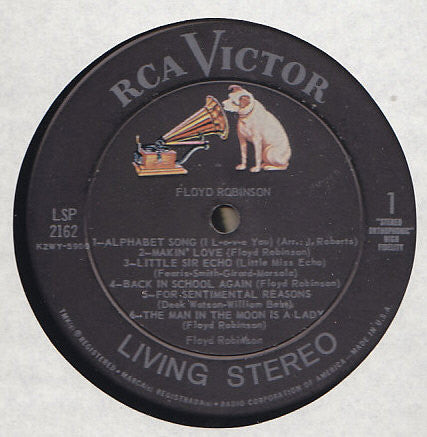 RCA VICTOR
FLOYD ROBINSON
LSP
2162
K2WY-5900
1
"STEREO
ORTHOPHONIC"
HIGH
FIDELITY
1—ALPHABET SONG (I L-o-v-e You) (Arr.: J. Roberts)
2—MAKIN' LOVE (Floyd Robinson)
3—LITTLE SIR ECHO (Little Miss Echo)
(Fearis-Smith-Girard-Marsala)
4—BACK IN SCHOOL AGAIN (Floyd Robinson)
5—FOR SENTIMENTAL REASONS
(Deek Watson-William Best)
6—THE MAN IN THE MOON IS A LADY
(Floyd Robinson)
Floyd Robinson
LIVING STEREO
TMK(s) ® REGISTERED • MARCA(s) REGISTRADA(s) • RADIO CORPORATION OF AMERICA - MADE IN U.S.A.